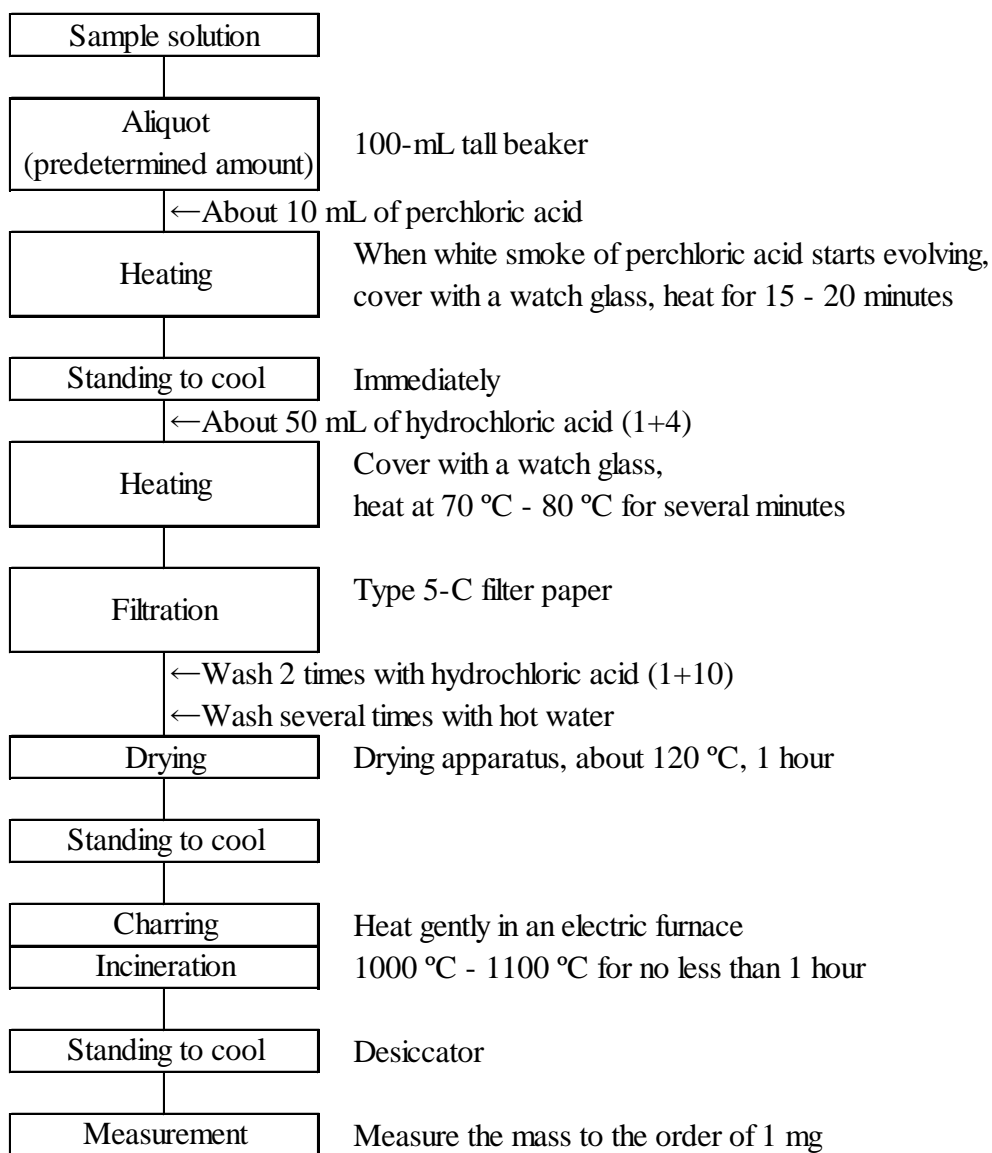 Sample solution
Aliquot
(predetermined amount)
100-mL tall beaker
←About 10 mL of perchloric acid
Heating
When white smoke of perchloric acid starts evolving,
cover with a watch glass, heat for 15 - 20 minutes
Standing to cool
Immediately
←About 50 mL of hydrochloric acid (1+4)
Heating
Cover with a watch glass,
heat at 70 ºC - 80 ºC for several minutes
Filtration
Type 5-C filter paper
←Wash 2 times with hydrochloric acid (1+10)
←Wash several times with hot water
Drying
Drying apparatus, about 120 ºC, 1 hour
Standing to cool
Charring
Heat gently in an electric furnace
Incineration
1000 ºC - 1100 ºC for no less than 1 hour
Standing to cool
Desiccator
Measurement
Measure the mass to the order of 1 mg